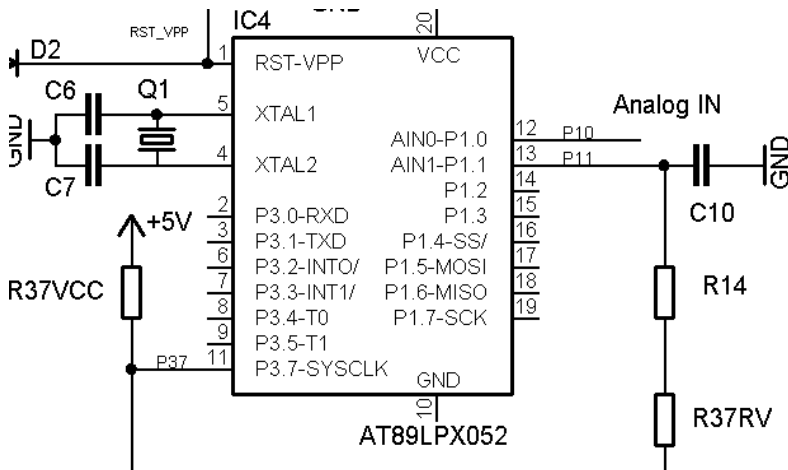 GND
IC4
20
RST_VPP
D2
1
RST-VPP
VCC
C6
Q1
5
XTAL1
Analog IN
GND
AIN0-P1.0
12
P10
4
XTAL2
AIN1-P1.1
13
P11
GND
C7
P1.2
14
C10
+5V
2
P3.0-RXD
P1.3
15
3
P3.1-TXD
P1.4-SS/
16
6
P3.2-INTO/
P1.5-MOSI
17
R37VCC
7
P3.3-INT1/
P1.6-MISO
18
R14
8
P3.4-T0
P1.7-SCK
19
9
P3.5-T1
P37
11
P3.7-SYSCLK
GND
10
R37RV
AT89LPX052